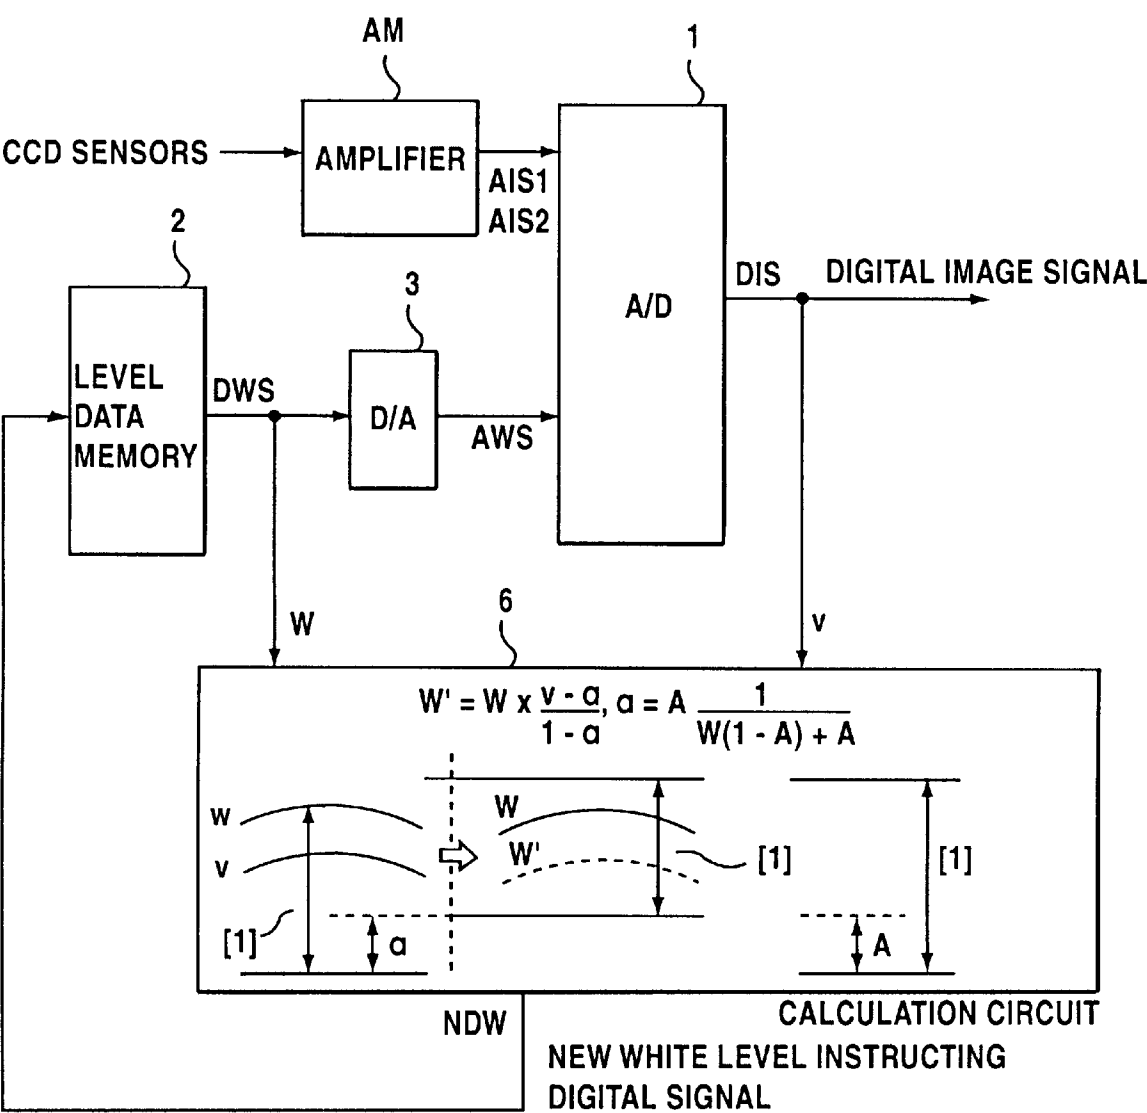 AM
1
CCD SENSORS
AMPLIFIER
AIS1
AIS2
2
3
A/D
DIS
DIGITAL IMAGE SIGNAL
LEVEL
DATA
MEMORY
DWS
D/A
AWS
W
6
v
W' = W x (v - a)/(1 - a), a = A 1/(W(1 - A) + A)
w
v
[1]
a
W
W'
[1]
[1]
A
NDW
CALCULATION CIRCUIT
NEW WHITE LEVEL INSTRUCTING
DIGITAL SIGNAL